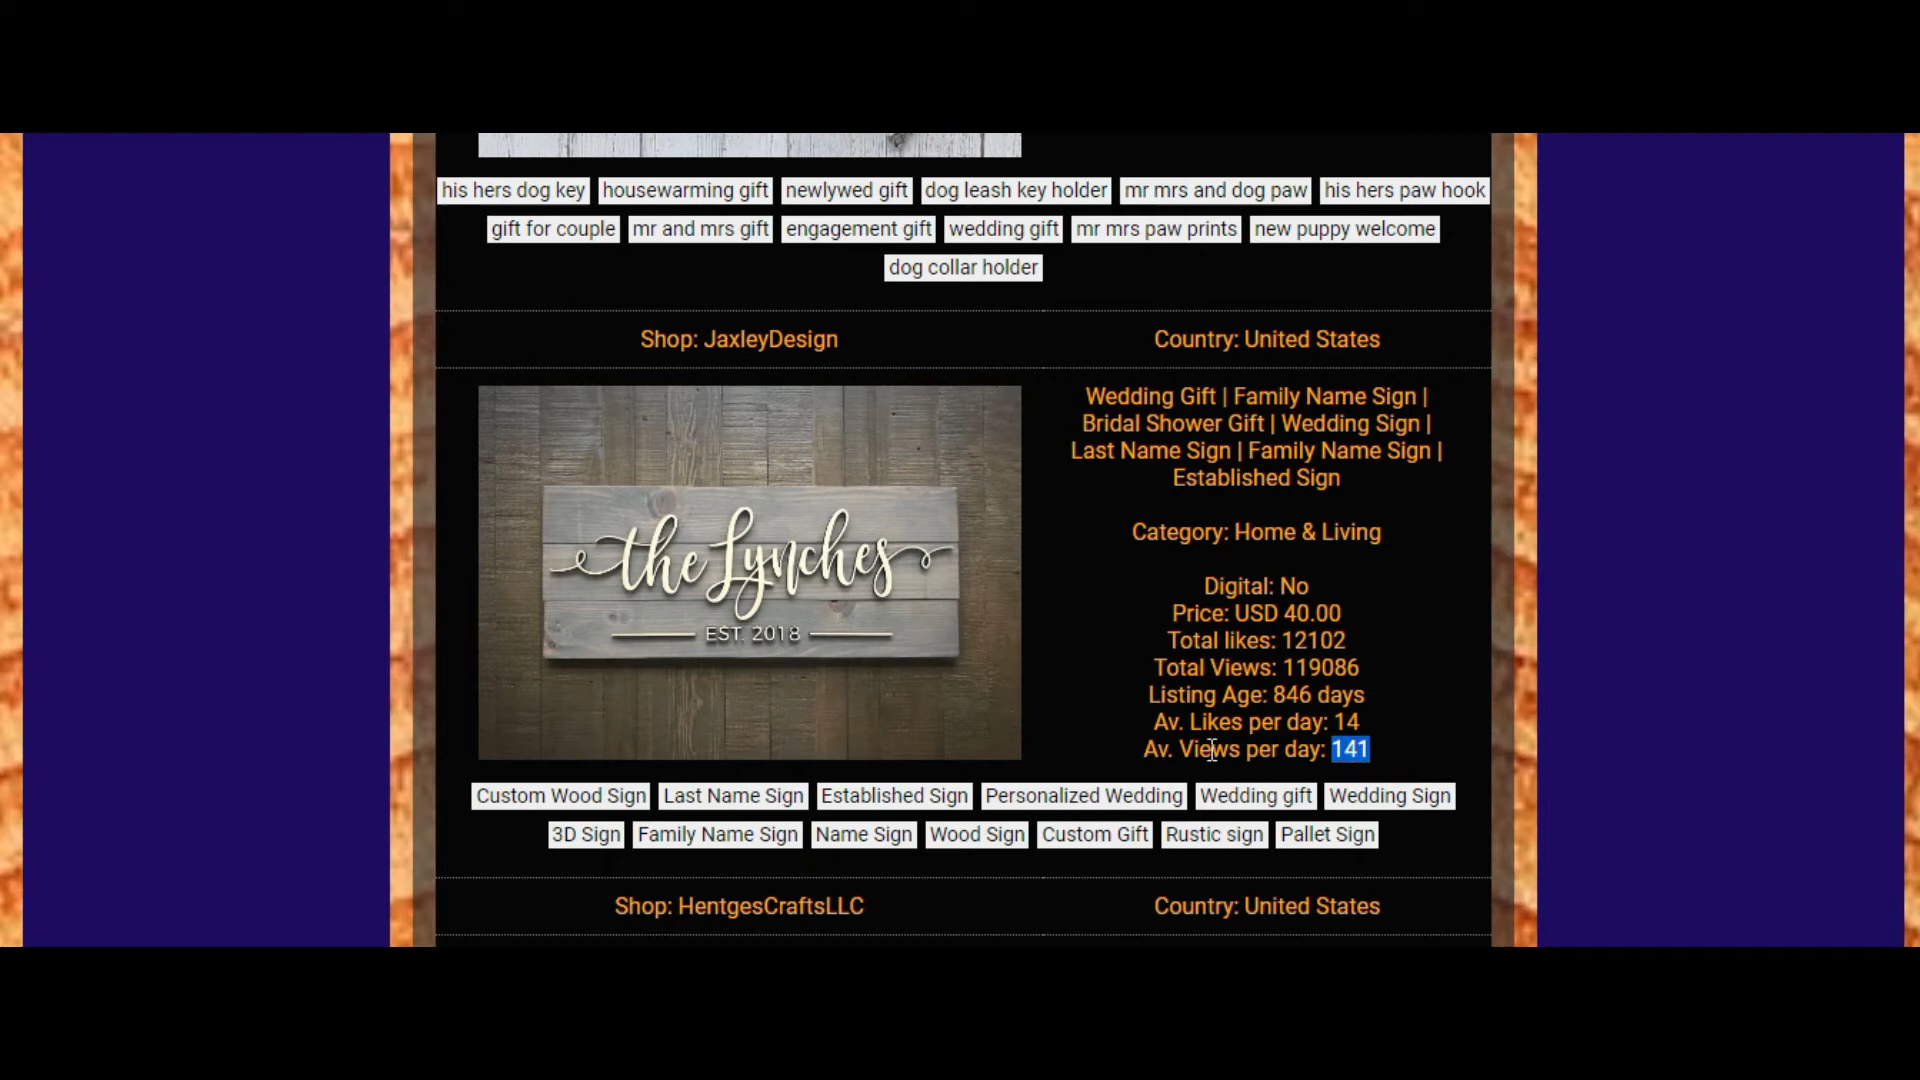 his hers dog key housewarming gift newlywed gift dog leash key holder mr mrs and dog paw his hers paw hook
gift for couple mr and mrs gift engagement gift wedding gift mr mrs paw prints new puppy welcome
dog collar holder
Shop: JaxleyDesign Country: United States
Wedding Gift | Family Name Sign |
Bridal Shower Gift | Wedding Sign |
Last Name Sign | Family Name Sign |
Established Sign
Category: Home & Living
the Lynches
EST. 2018
Digital: No
Price: USD 40.00
Total likes: 12102
Total Views: 119086
Listing Age: 846 days
Av. Likes per day: 14
Av. Views per day: 141
Custom Wood Sign Last Name Sign Established Sign Personalized Wedding Wedding gift Wedding Sign
3D Sign Family Name Sign Name Sign Wood Sign Custom Gift Rustic sign Pallet Sign
Shop: HentgesCraftsLLC Country: United States